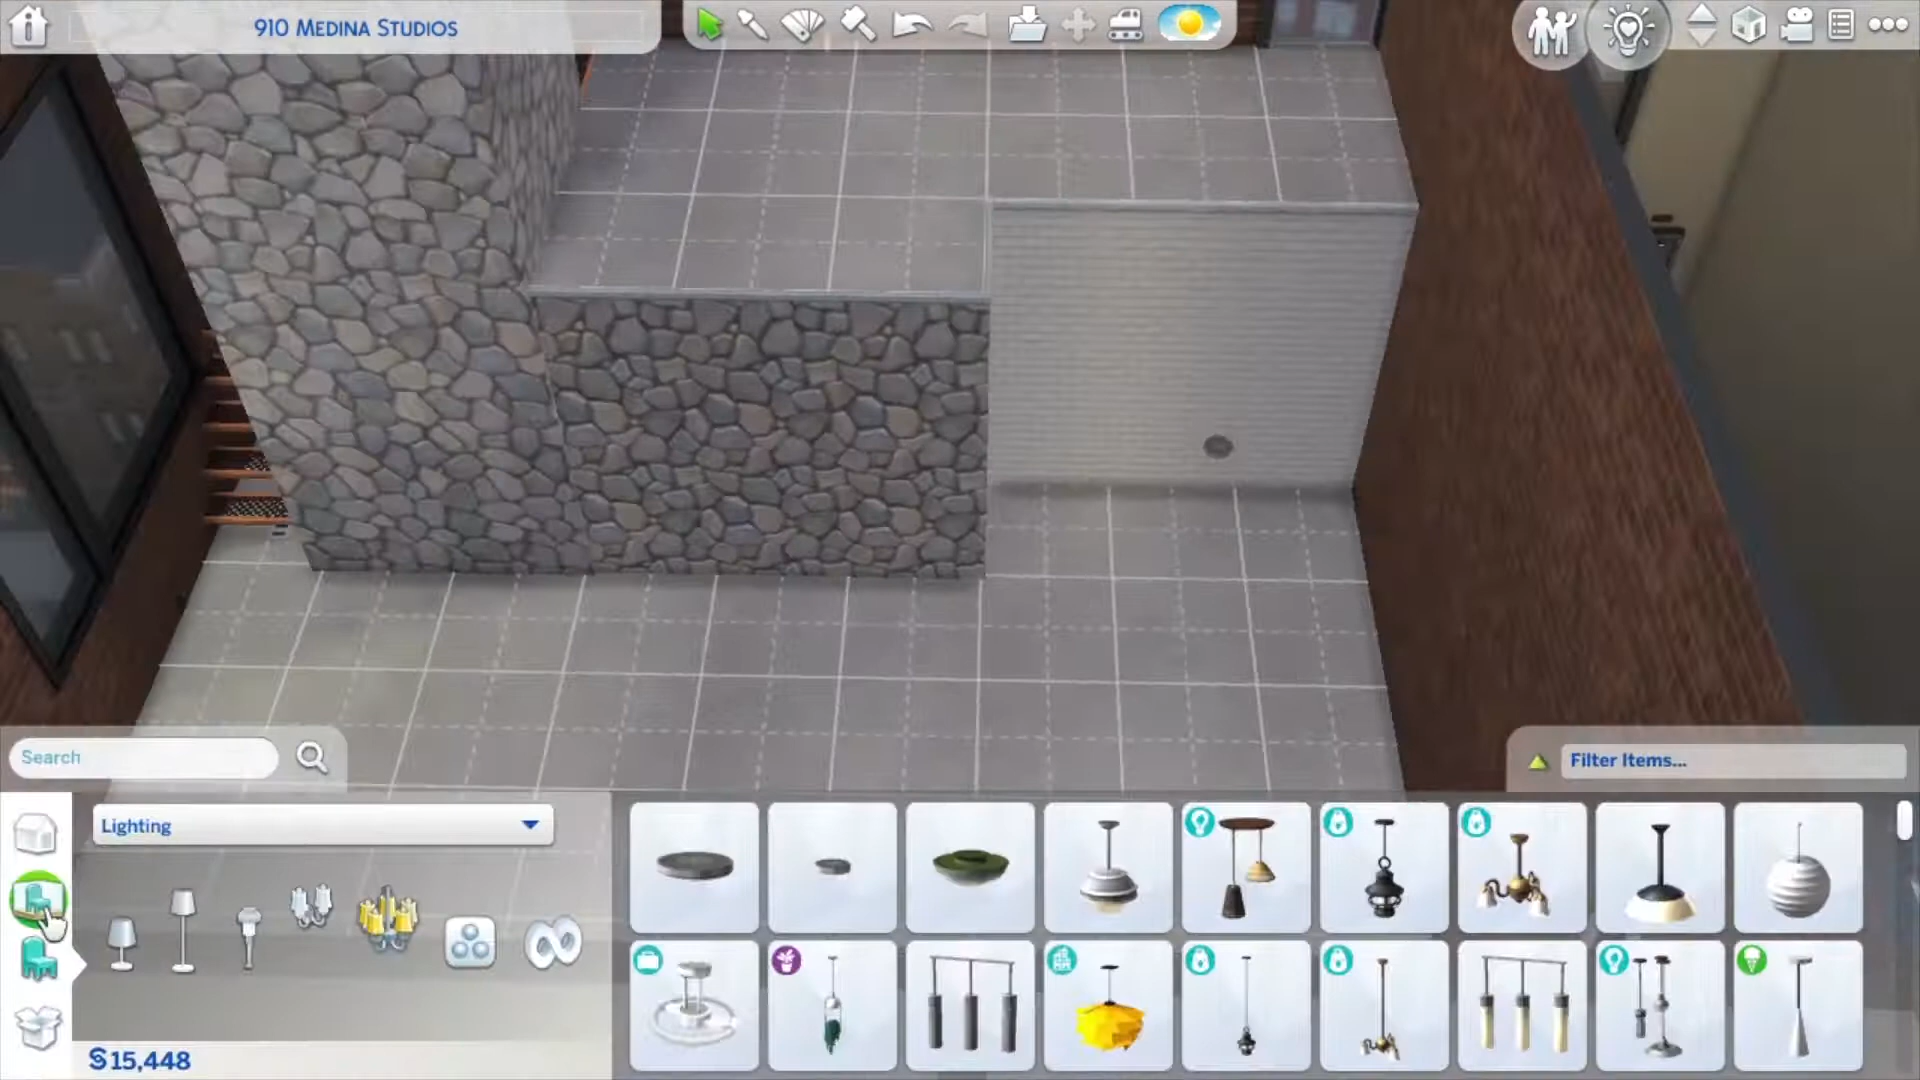 910 Medina Studios
Search
Filter Items...
Lighting
§15,448